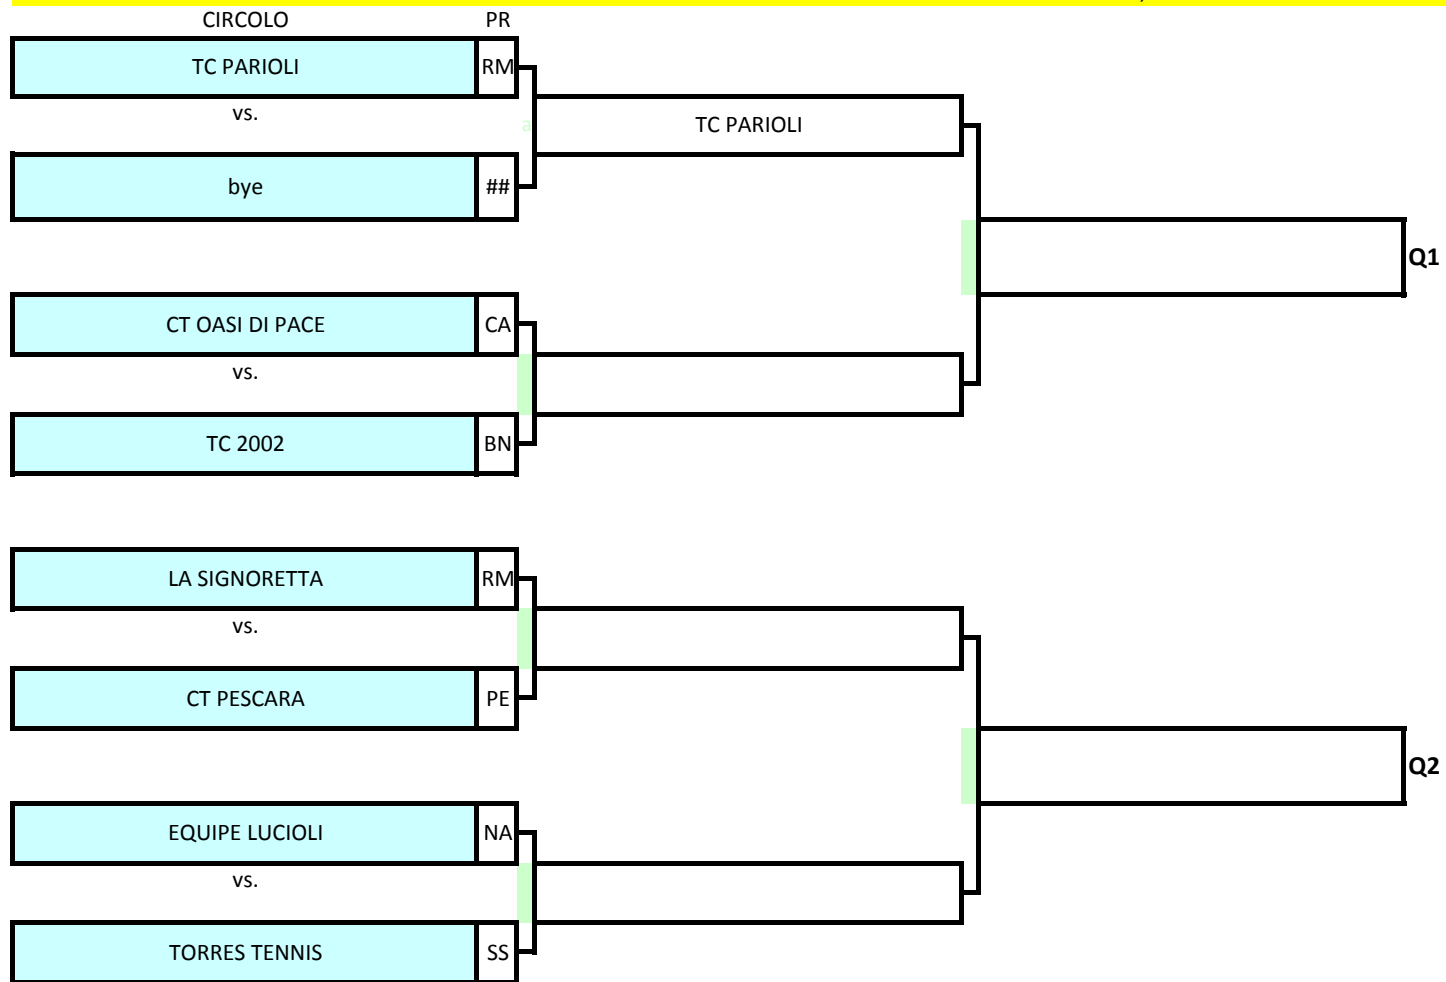 CIRCOLO PR
TC PARIOLI RM
vs.
a TC PARIOLI
bye ##
Q1
CT OASI DI PACE CA
vs.
TC 2002 BN
LA SIGNORETTA RM
vs.
CT PESCARA PE
Q2
EQUIPE LUCIOLI NA
vs.
TORRES TENNIS SS